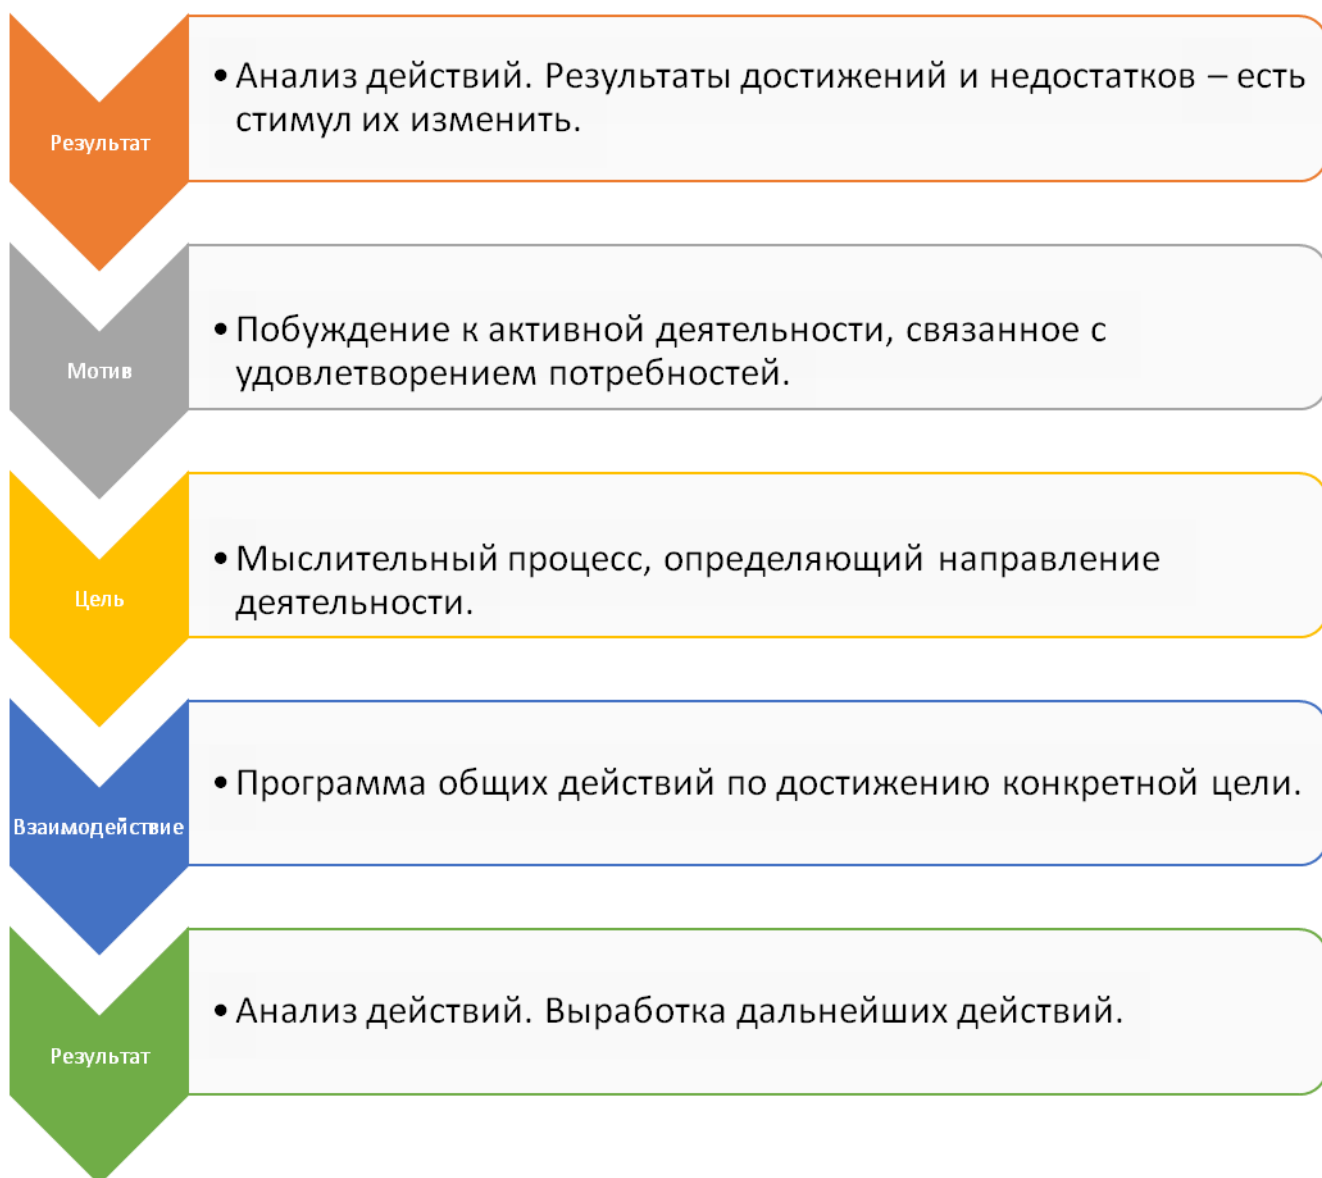 Результат
• Анализ действий. Результаты достижений и недостатков – есть
стимул их изменить.
Мотив
• Побуждение к активной деятельности, связанное с
удовлетворением потребностей.
Цель
• Мыслительный процесс, определяющий направление
деятельности.
Взаимодействие
• Программа общих действий по достижению конкретной цели.
Результат
• Анализ действий. Выработка дальнейших действий.